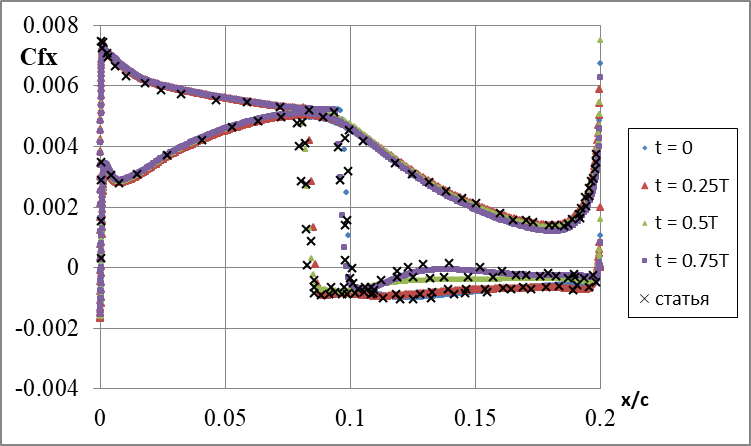 0.008
Cfx
0.006
0.004
0.002
0
-0.002
-0.004
0 0.05 0.1 0.15 0.2
x/c
t = 0
t = 0.25T
t = 0.5T
t = 0.75T
статья